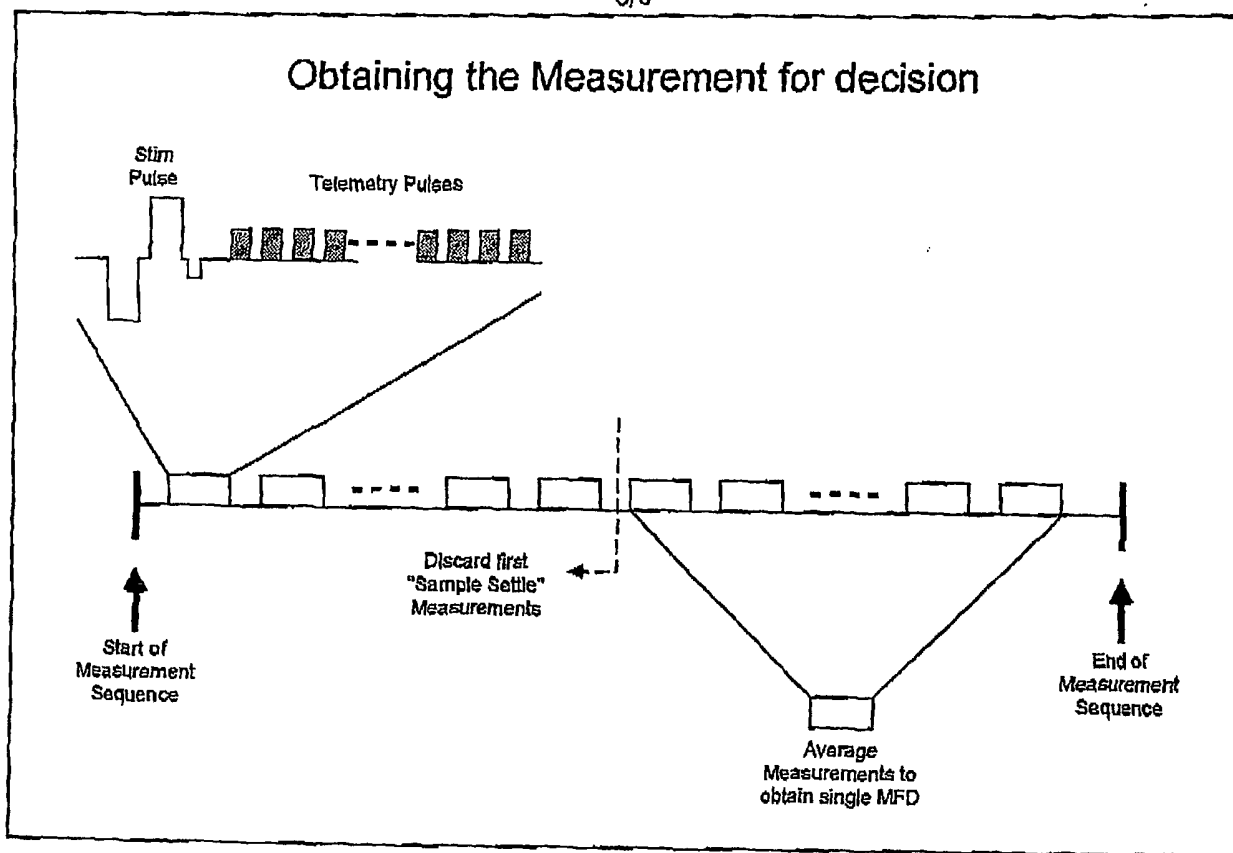 Obtaining the Measurement for decision
Stim
Pulse
Telemetry Pulses
Discard first
"Sample Settle"
Measurements
Start of
Measurement
Sequence
End of
Measurement
Sequence
Average
Measurements to
obtain single MFD